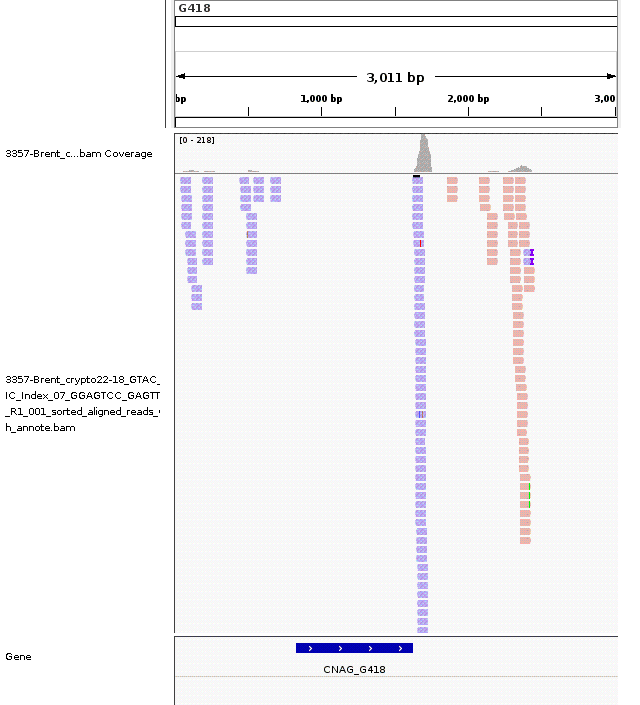 G418
3,011 bp
bp 1,000 bp 2,000 bp 3,00
[0 - 218]
3357-Brent_c...bam Coverage
3357-Brent_crypto22-18_GTAC_
IC_Index_07_GGAGTCC_GAGTT
_R1_001_sorted_aligned_reads_
h_annote.bam
Gene
CNAG_G418